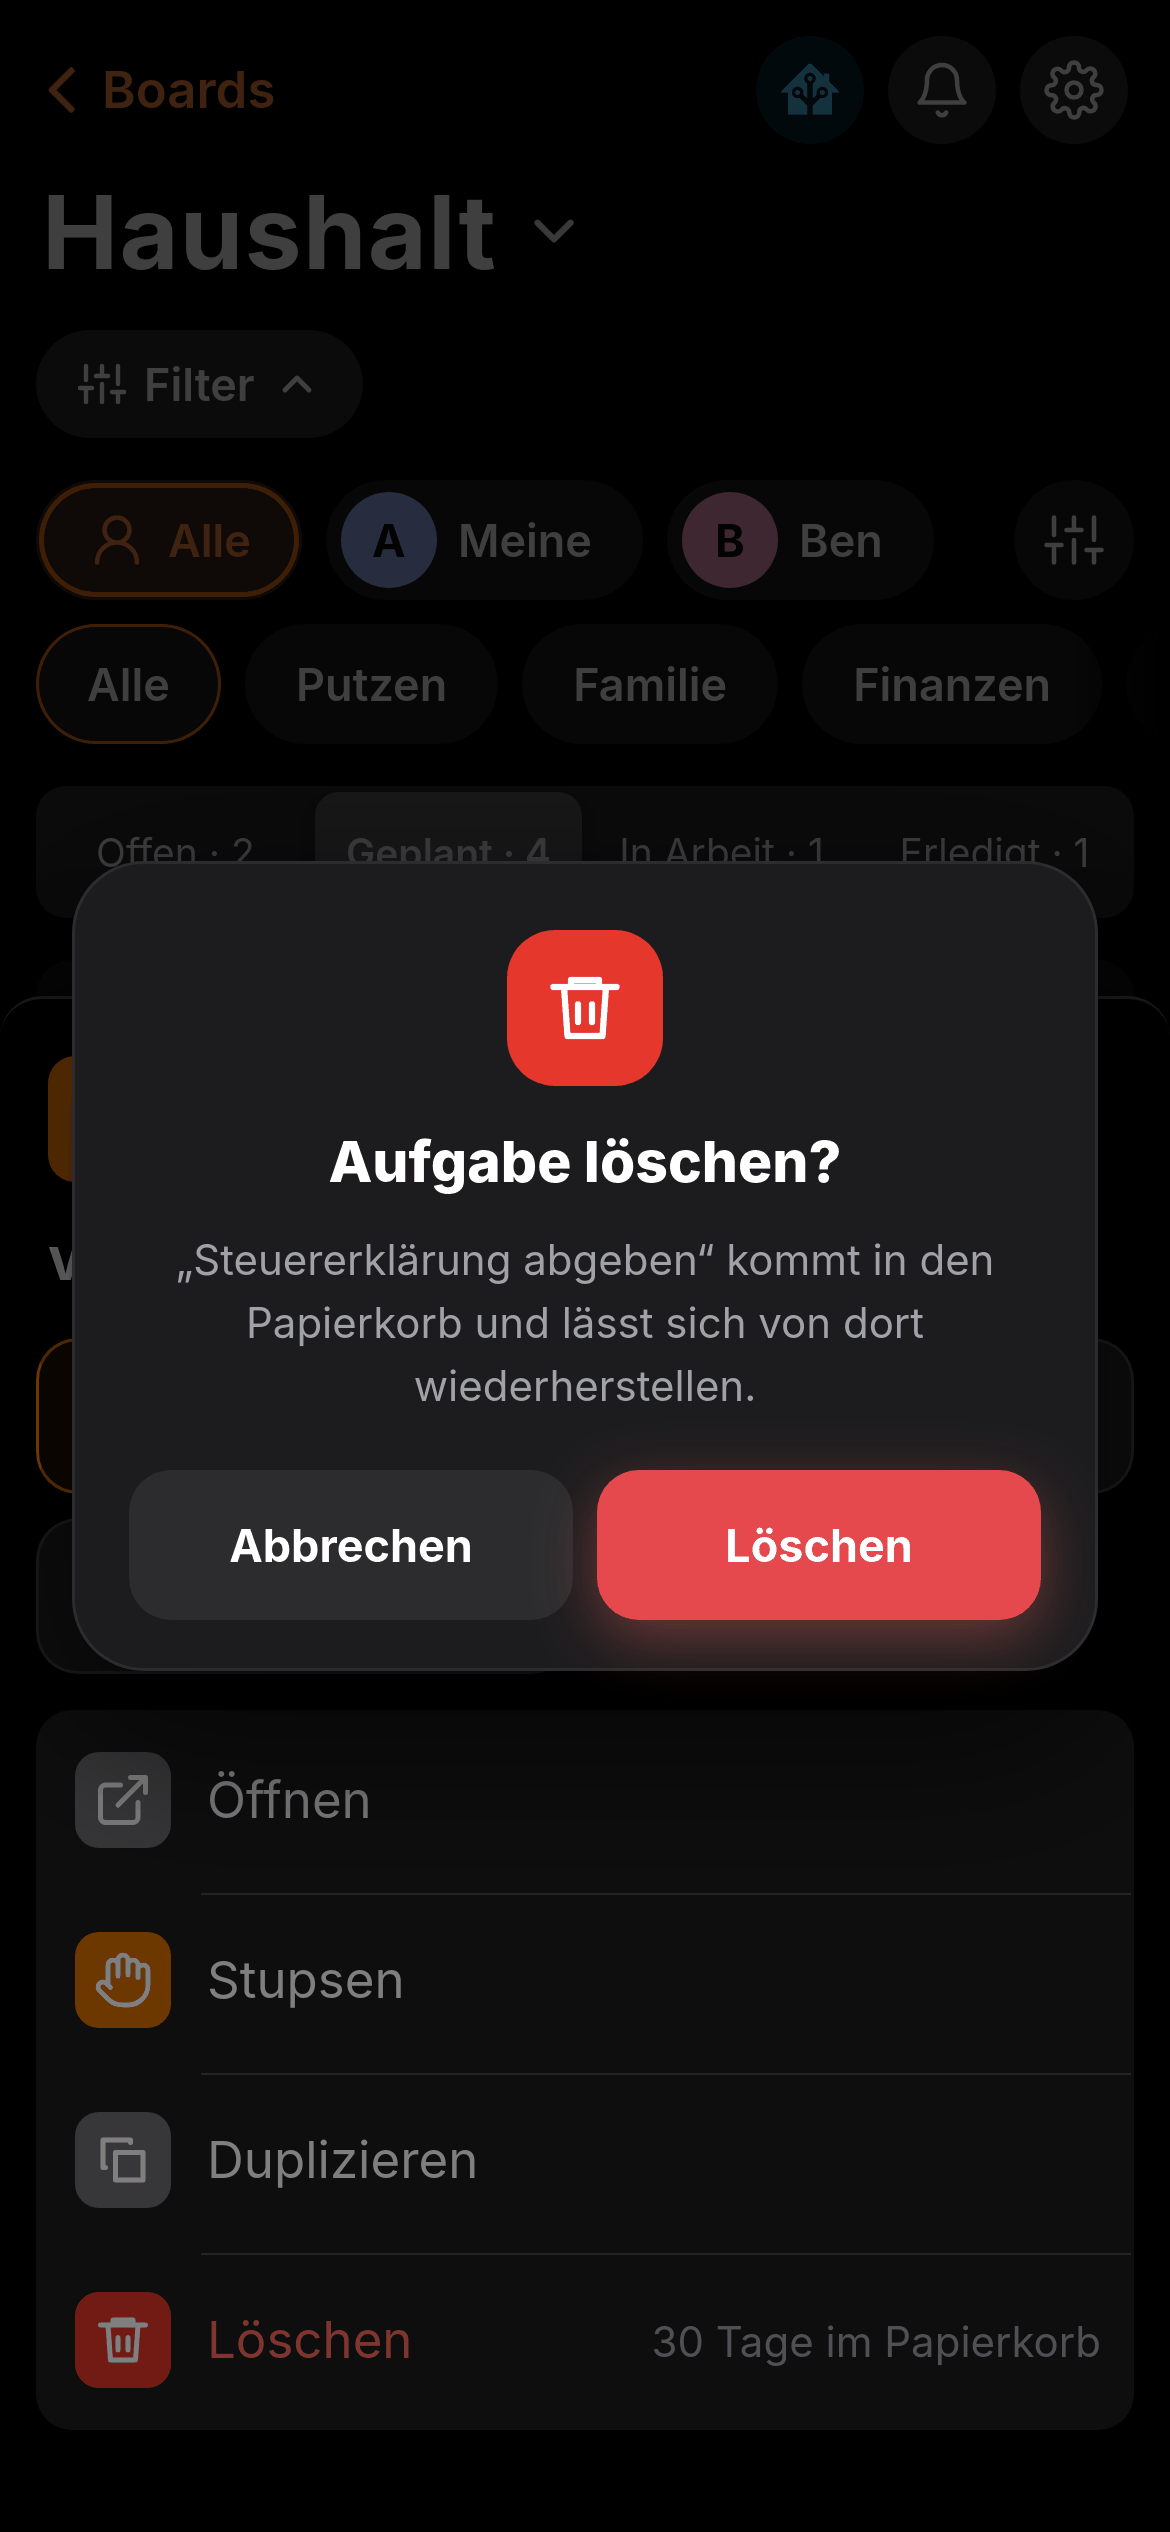 Boards
Haushalt
Filter
Alle
A Meine
B Ben
Alle
Putzen
Familie
Finanzen
Offen · 2
Geplant · 4
In Arbeit · 1
Erledigt · 1
Aufgabe löschen?
„Steuererklärung abgeben“ kommt in den
Papierkorb und lässt sich von dort
wiederherstellen.
Abbrechen
Löschen
Öffnen
Stupsen
Duplizieren
Löschen
30 Tage im Papierkorb